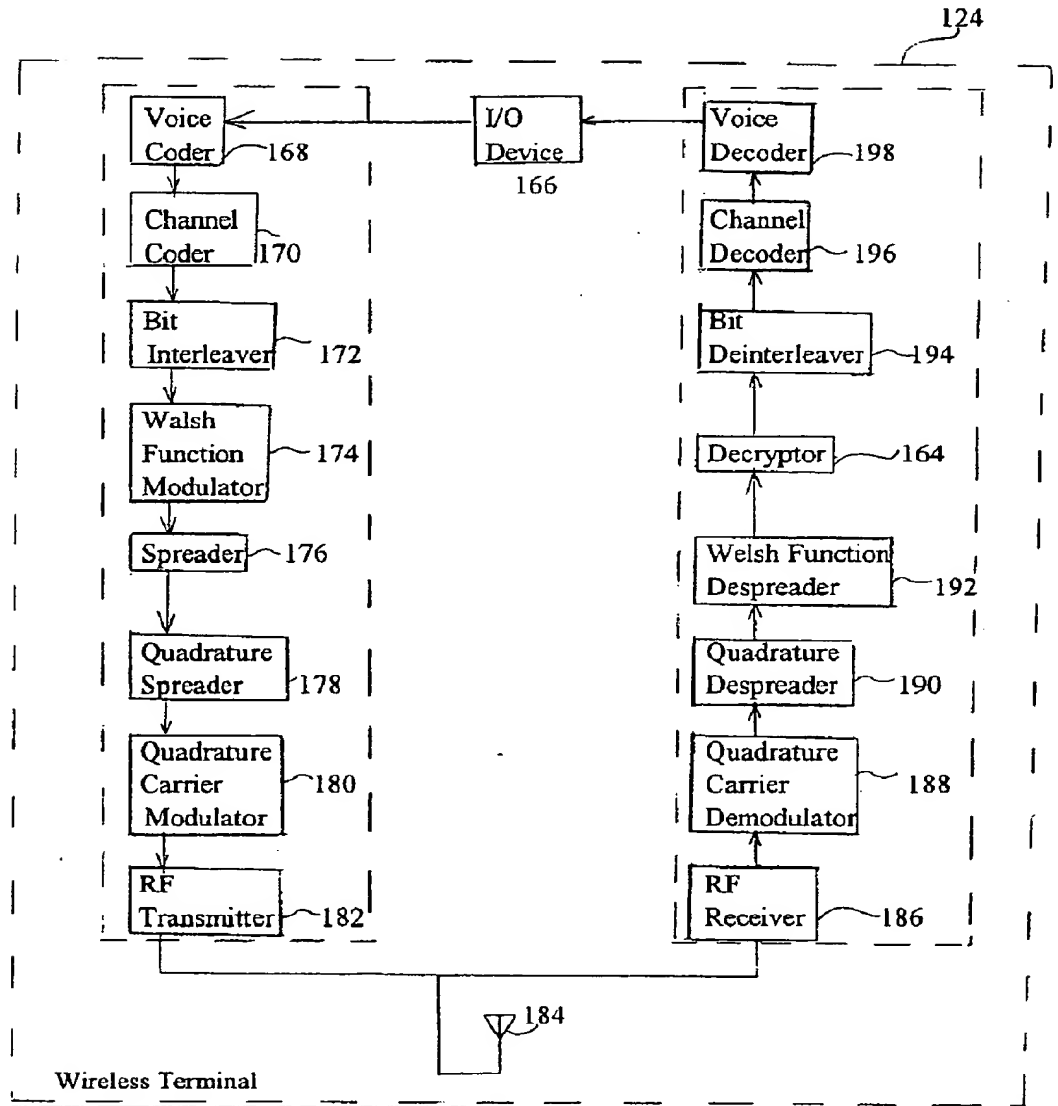 124
Voice
Coder
168
I/O
Device
166
Voice
Decoder
198
Channel
Coder
170
Channel
Decoder
196
Bit
Interleaver
172
Bit
Deinterleaver
194
Walsh
Function
Modulator
174
Decryptor
164
Spreader
176
Welsh Function
Despreader
192
Quadrature
Spreader
178
Quadrature
Despreader
190
Quadrature
Carrier
Modulator
180
Quadrature
Carrier
Demodulator
188
RF
Transmitter
182
RF
Receiver
186
184
Wireless Terminal